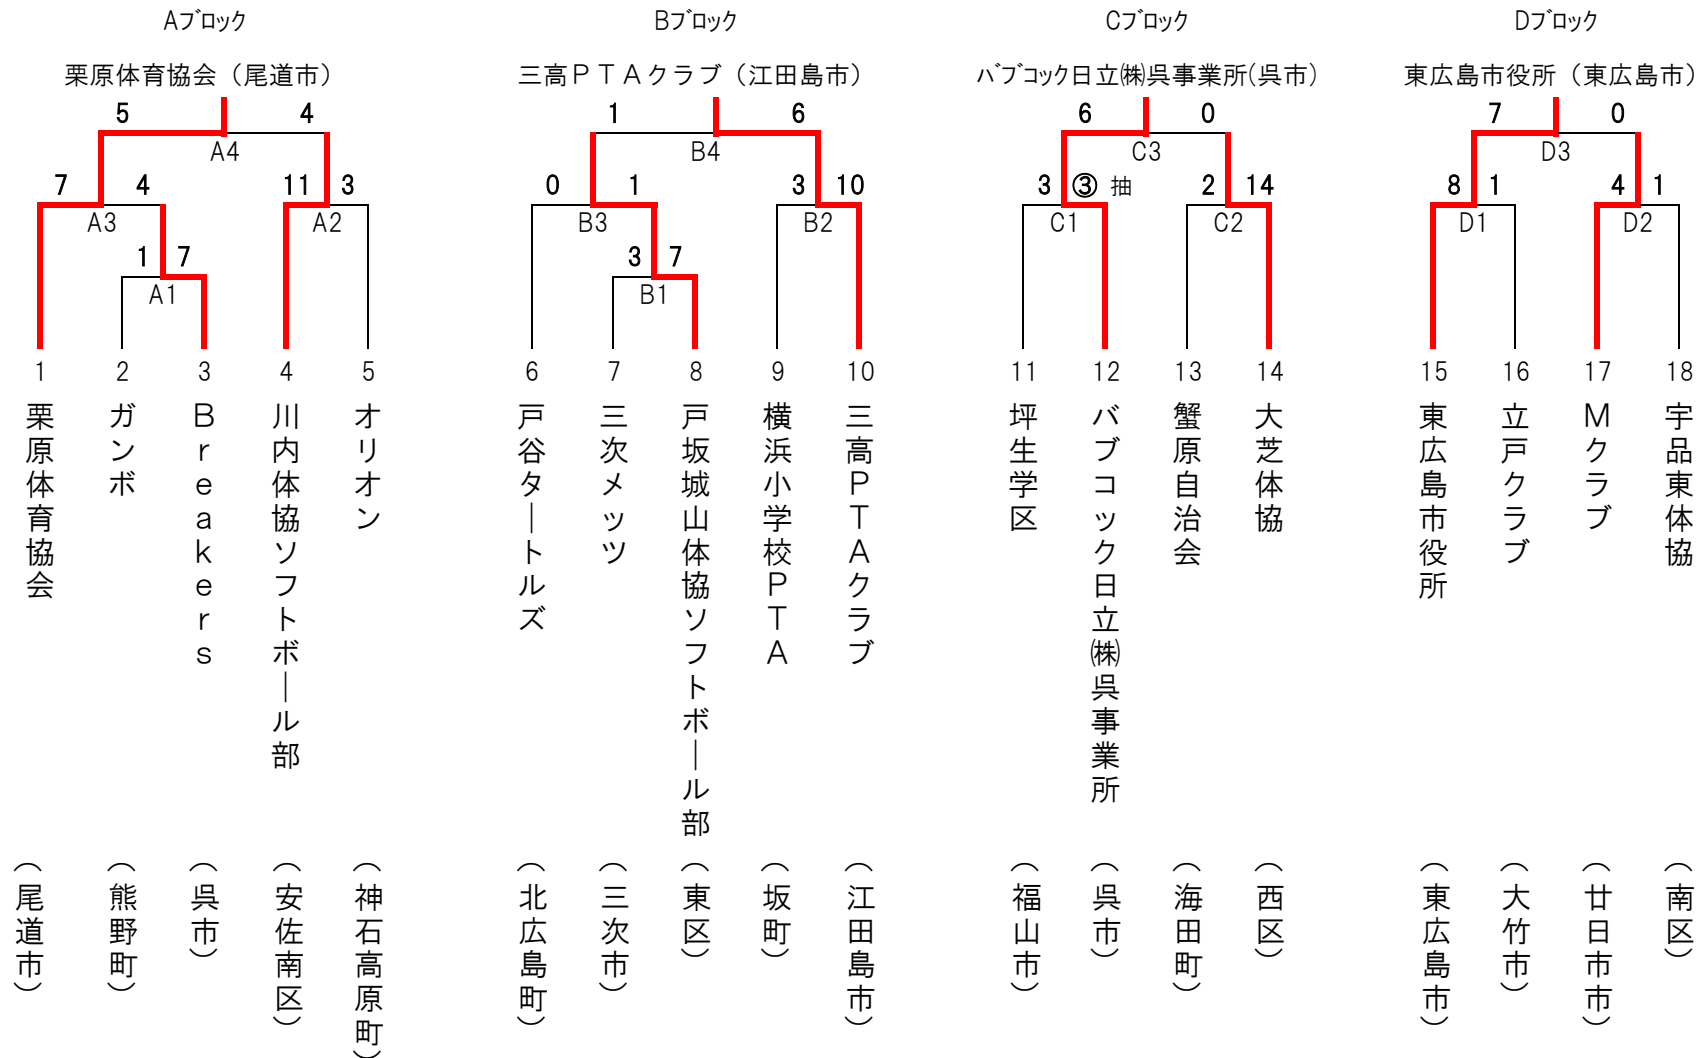 Aブロック
Bブロック
Cブロック
Dブロック
栗原体育協会（尾道市）
三高ＰＴＡクラブ（江田島市）
バブコック日立㈱呉事業所(呉市)
東広島市役所（東広島市）
5 4
1 6
6 0
7 0
A4
B4
C3
D3
7 4
11 3
0 1
3 10
3 ③ 抽
2 14
8 1
4 1
A3
A2
B3
B2
C1
C2
D1
D2
1 7
3 7
A1
B1
1 2 3 4 5
6 7 8 9 10
11 12 13 14
15 16 17 18
栗原体育協会
ガンボ
Ｂｒｅａｋｅｒｓ
川内体協ソフトボール部
オリオン
戸谷タートルズ
三次メッツ
戸坂城山体協ソフトボール部
横浜小学校ＰＴＡ
三高ＰＴＡクラブ
坪生学区
バブコック日立㈱呉事業所
蟹原自治会
大芝体協
東広島市役所
立戸クラブ
Ｍクラブ
宇品東体協
（尾道市）
（熊野町）
（呉市）
（安佐南区）
（神石高原町）
（北広島町）
（三次市）
（東区）
（坂町）
（江田島市）
（福山市）
（呉市）
（海田町）
（西区）
（東広島市）
（大竹市）
（廿日市市）
（南区）